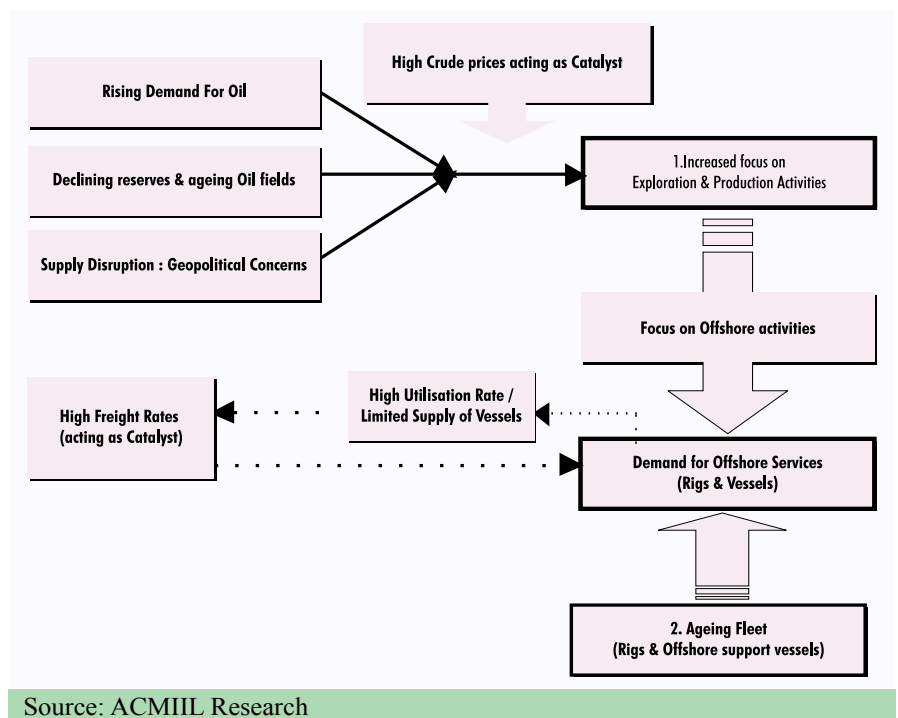 High Crude prices acting as Catalyst
Rising Demand For Oil
1.Increased focus on
Exploration & Production Activities
Declining reserves & ageing Oil fields
Supply Disruption : Geopolitical Concerns
Focus on Offshore activities
High Utilisation Rate /
Limited Supply of Vessels
High Freight Rates
(acting as Catalyst)
Demand for Offshore Services
(Rigs & Vessels)
2. Ageing Fleet
(Rigs & Offshore support vessels)
Source: ACMIIL Research